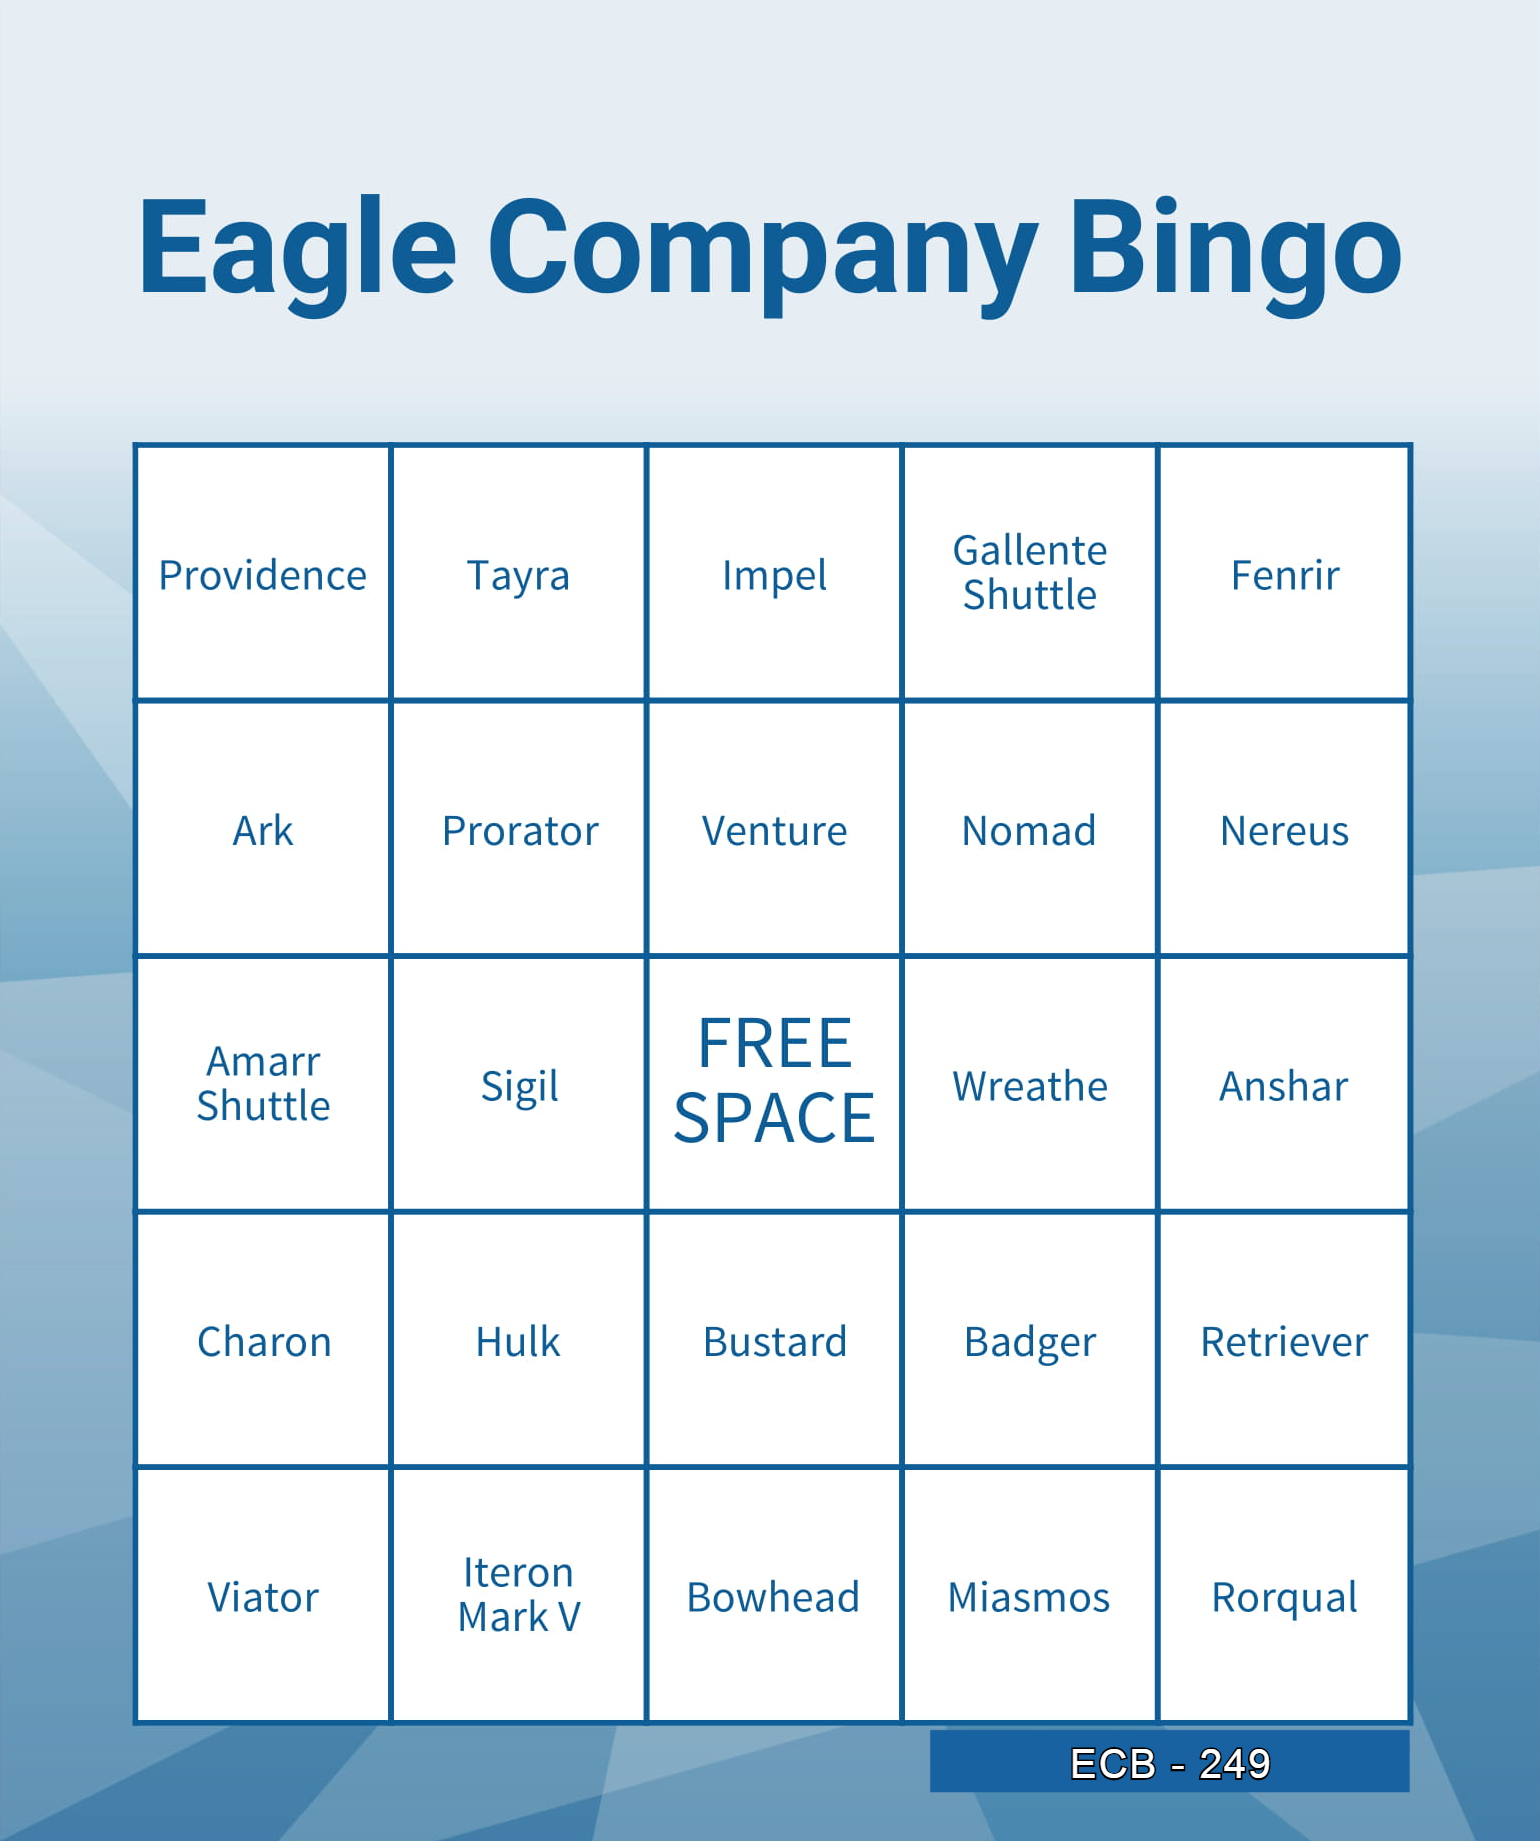 Eagle Company Bingo
Providence
Tayra
Impel
Gallente
Shuttle
Fenrir
Ark
Prorator
Venture
Nomad
Nereus
Amarr
Shuttle
Sigil
FREE
SPACE
Wreathe
Anshar
Charon
Hulk
Bustard
Badger
Retriever
Viator
Iteron
Mark V
Bowhead
Miasmos
Rorqual
ECB - 249